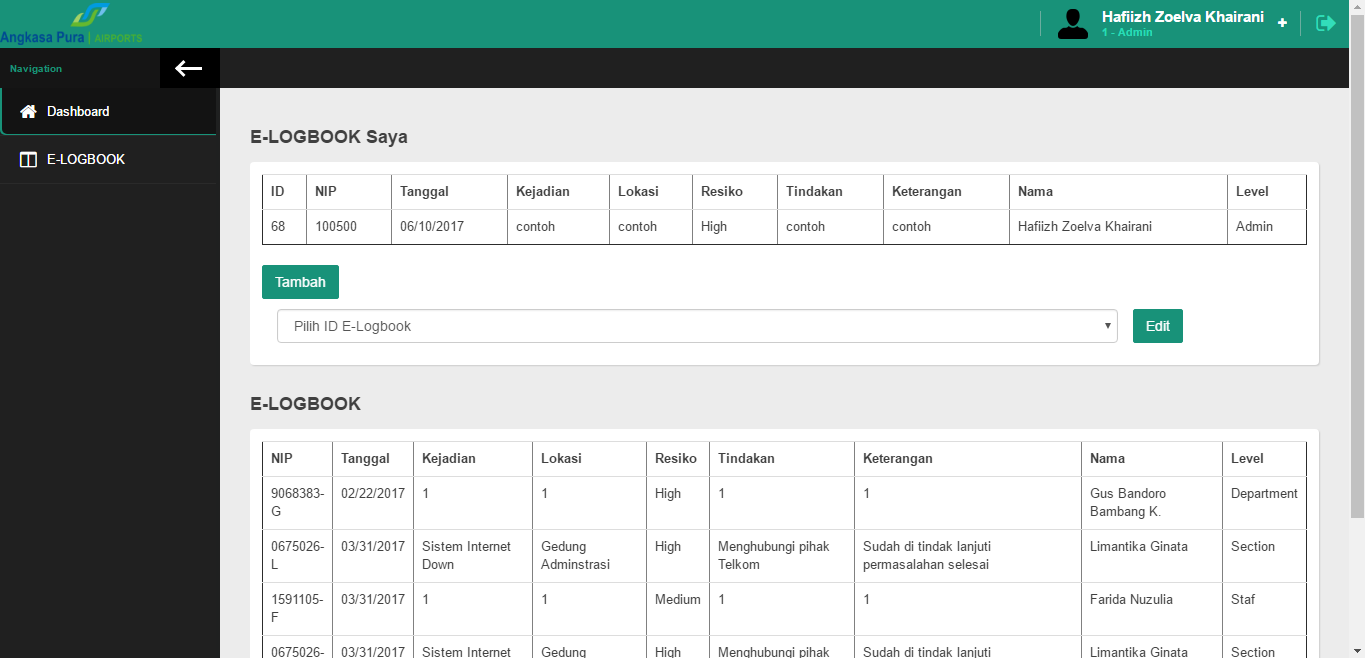 Angkasa Pura | AIRPORTS
Hafiizh Zoelva Khairani
1 - Admin
Navigation
Dashboard
E-LOGBOOK
E-LOGBOOK Saya
ID NIP Tanggal Kejadian Lokasi Resiko Tindakan Keterangan Nama Level
68 100500 06/10/2017 contoh contoh High contoh contoh Hafiizh Zoelva Khairani Admin
Tambah
Pilih ID E-Logbook Edit
E-LOGBOOK
NIP Tanggal Kejadian Lokasi Resiko Tindakan Keterangan Nama Level
9068383- 02/22/2017 1 1 High 1 1 Gus Bandoro Department
G Bambang K.
0675026- 03/31/2017 Sistem Internet Gedung High Menghubungi pihak Sudah di tindak lanjuti Limantika Ginata Section
L Down Adminstrasi Telkom permasalahan selesai
1591105- 03/31/2017 1 1 Medium 1 1 Farida Nuzulia Staf
F
0675026- 03/31/2017 Sistem Internet Gedung High Menghubungi pihak Sudah di tindak lanjuti Limantika Ginata Section